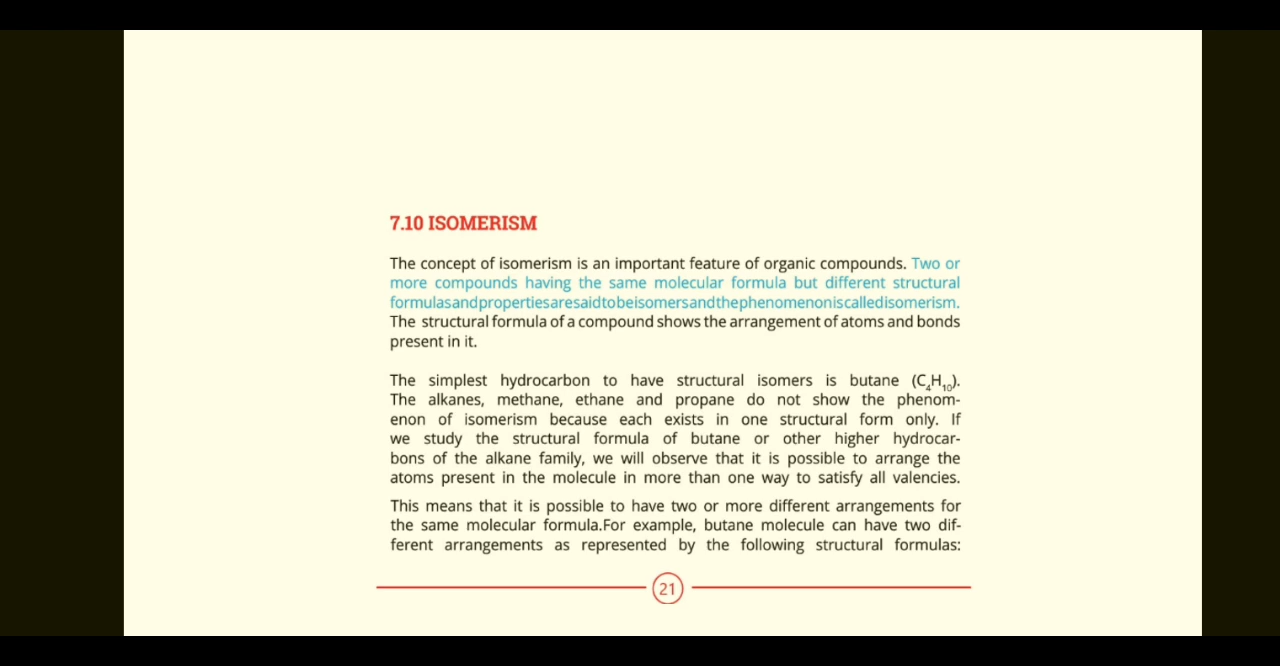 7.10 ISOMERISM
The concept of isomerism is an important feature of organic compounds. Two or
more compounds having the same molecular formula but different structural
formulasandpropertiesaresaidtobeisomersandthephenomenoniscalledisomerism.
The structural formula of a compound shows the arrangement of atoms and bonds
present in it.
The simplest hydrocarbon to have structural isomers is butane (C₄H₁₀).
The alkanes, methane, ethane and propane do not show the phenom-
enon of isomerism because each exists in one structural form only. If
we study the structural formula of butane or other higher hydrocar-
bons of the alkane family, we will observe that it is possible to arrange the
atoms present in the molecule in more than one way to satisfy all valencies.
This means that it is possible to have two or more different arrangements for
the same molecular formula.For example, butane molecule can have two dif-
ferent arrangements as represented by the following structural formulas:
21